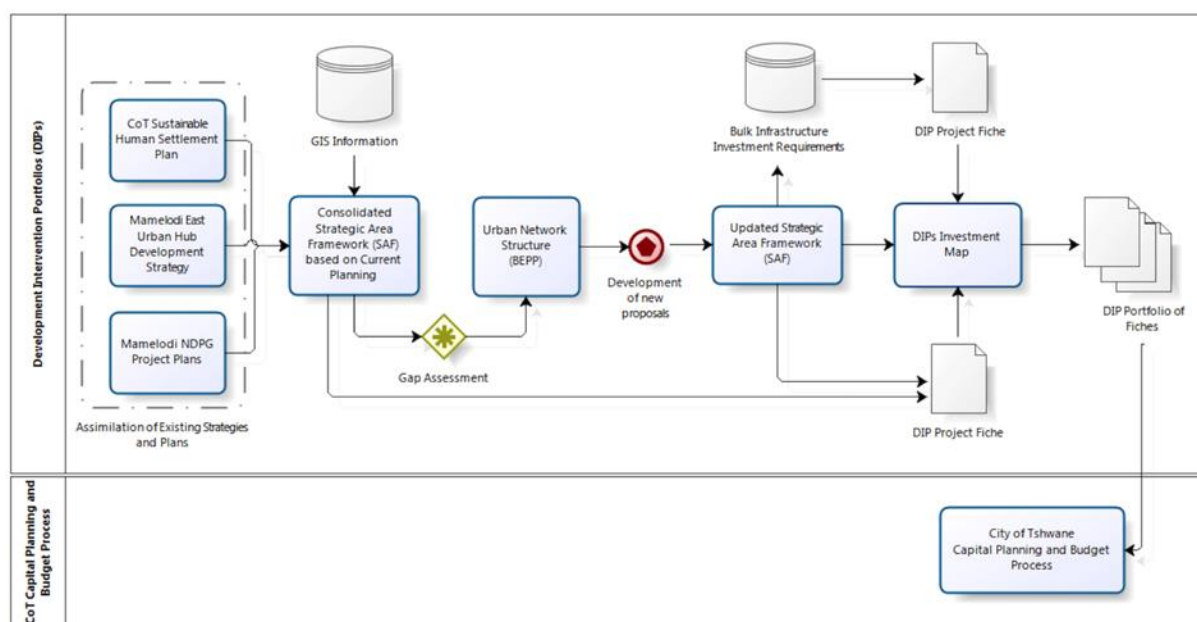 Development Intervention Portfolios (DIPs)
CoT Sustainable
Human Settlement
Plan
Mamelodi East
Urban Hub
Development
Strategy
Mamelodi NDPG
Project Plans
Assimilation of Existing Strategies
and Plans
GIS Information
Consolidated
Strategic Area
Framework (SAF)
based on Current
Planning
Gap Assessment
Urban Network
Structure
(BEPP)
Development
of new
proposals
Bulk Infrastructure
Investment Requirements
Updated Strategic
Area Framework
(SAF)
DIP Project Fiche
DIPs Investment
Map
DIP Project Fiche
DIP Portfolio of
Fiches
CoT Capital Planning and
Budget Process
City of Tshwane
Capital Planning and Budget
Process